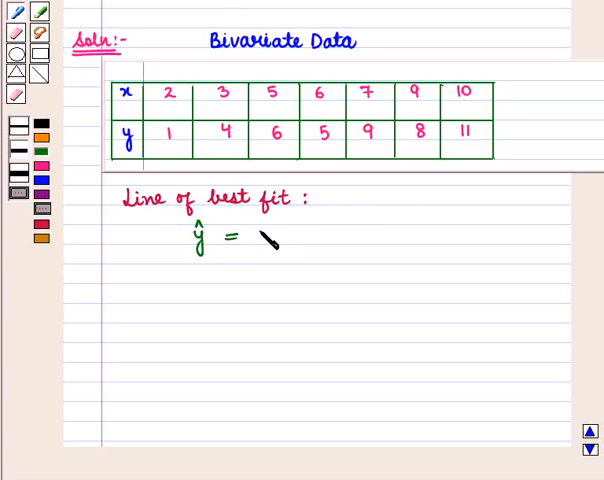 Soln:-
Bivariate Data
x 2 3 5 6 7 9 10
y 1 4 6 5 9 8 11
Line of best fit :
ŷ =